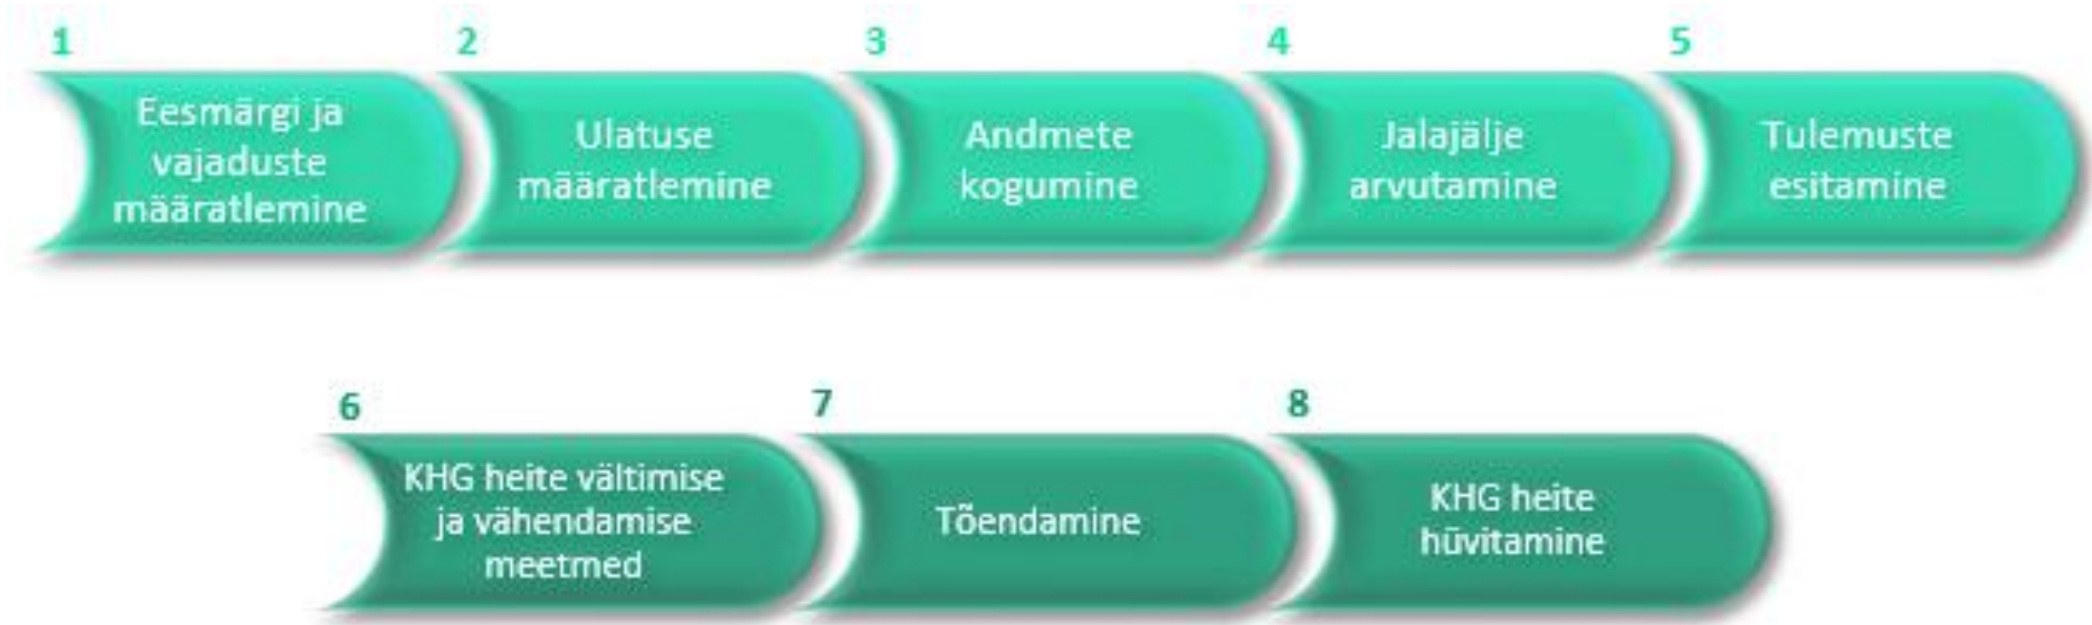 1
Eesmärgi ja
vajaduste
määratlemine
2
Ulatuse
määratlemine
3
Andmete
kogumine
4
Jalajälje
arvutamine
5
Tulemuste
esitamine
6
KHG heite vältimise
ja vähendamise
meetmed
7
Tõendamine
8
KHG heite
hüvitamine